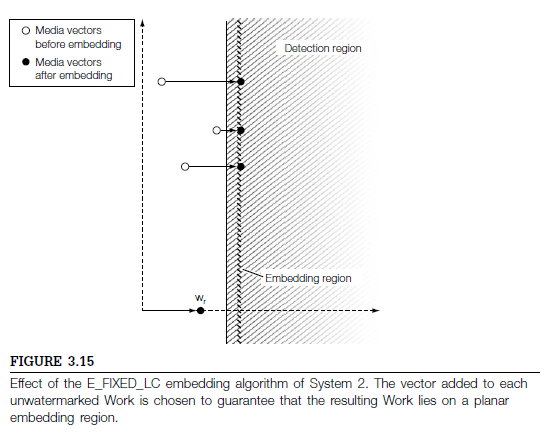 Media vectors
before embedding
Media vectors
after embedding
Detection region
Embedding region
wr
FIGURE 3.15
Effect of the E_FIXED_LC embedding algorithm of System 2. The vector added to each
unwatermarked Work is chosen to guarantee that the resulting Work lies on a planar
embedding region.